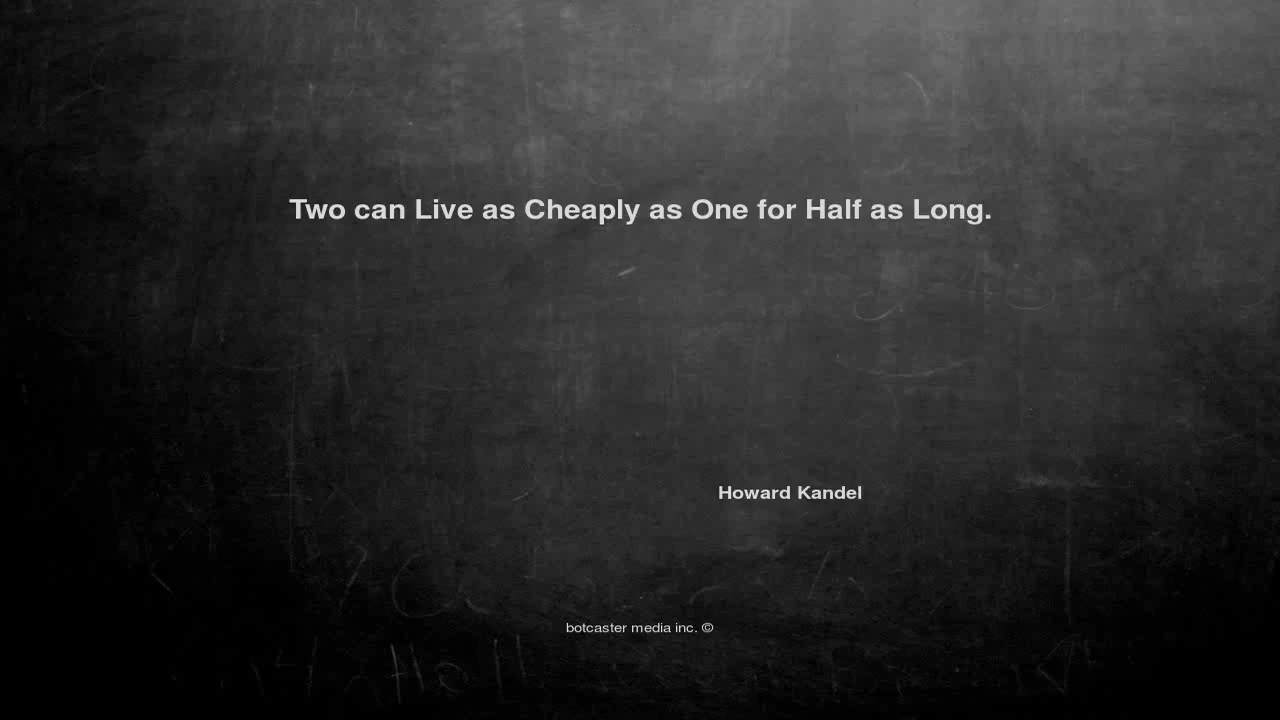 Two can Live as Cheaply as One for Half as Long.
Howard Kandel
botcaster media inc. ©